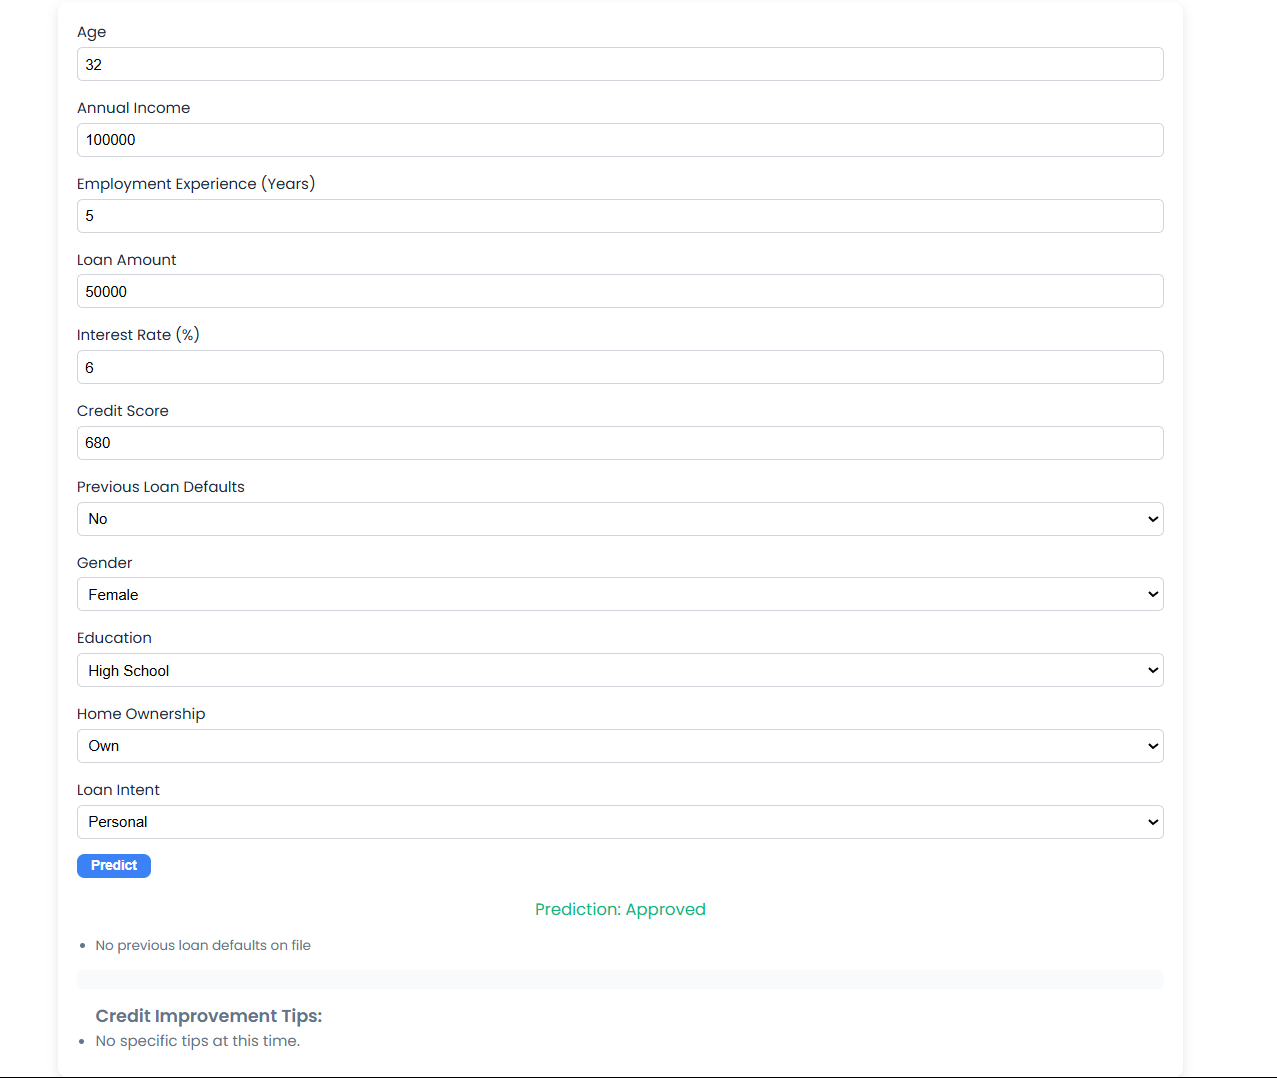 Age
32
Annual Income
100000
Employment Experience (Years)
5
Loan Amount
50000
Interest Rate (%)
6
Credit Score
680
Previous Loan Defaults
No
Gender
Female
Education
High School
Home Ownership
Own
Loan Intent
Personal
Predict
Prediction: Approved
• No previous loan defaults on file
Credit Improvement Tips:
• No specific tips at this time.